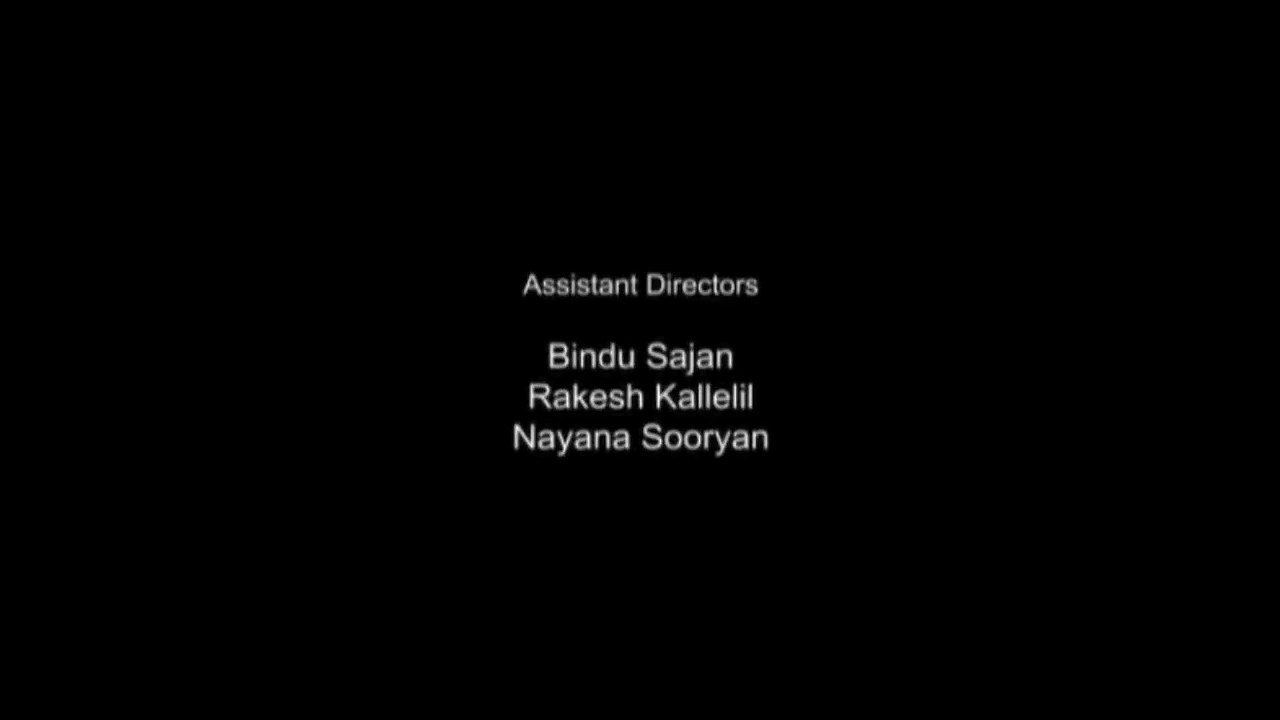 Assistant Directors
Bindu Sajan
Rakesh Kallelil
Nayana Sooryan